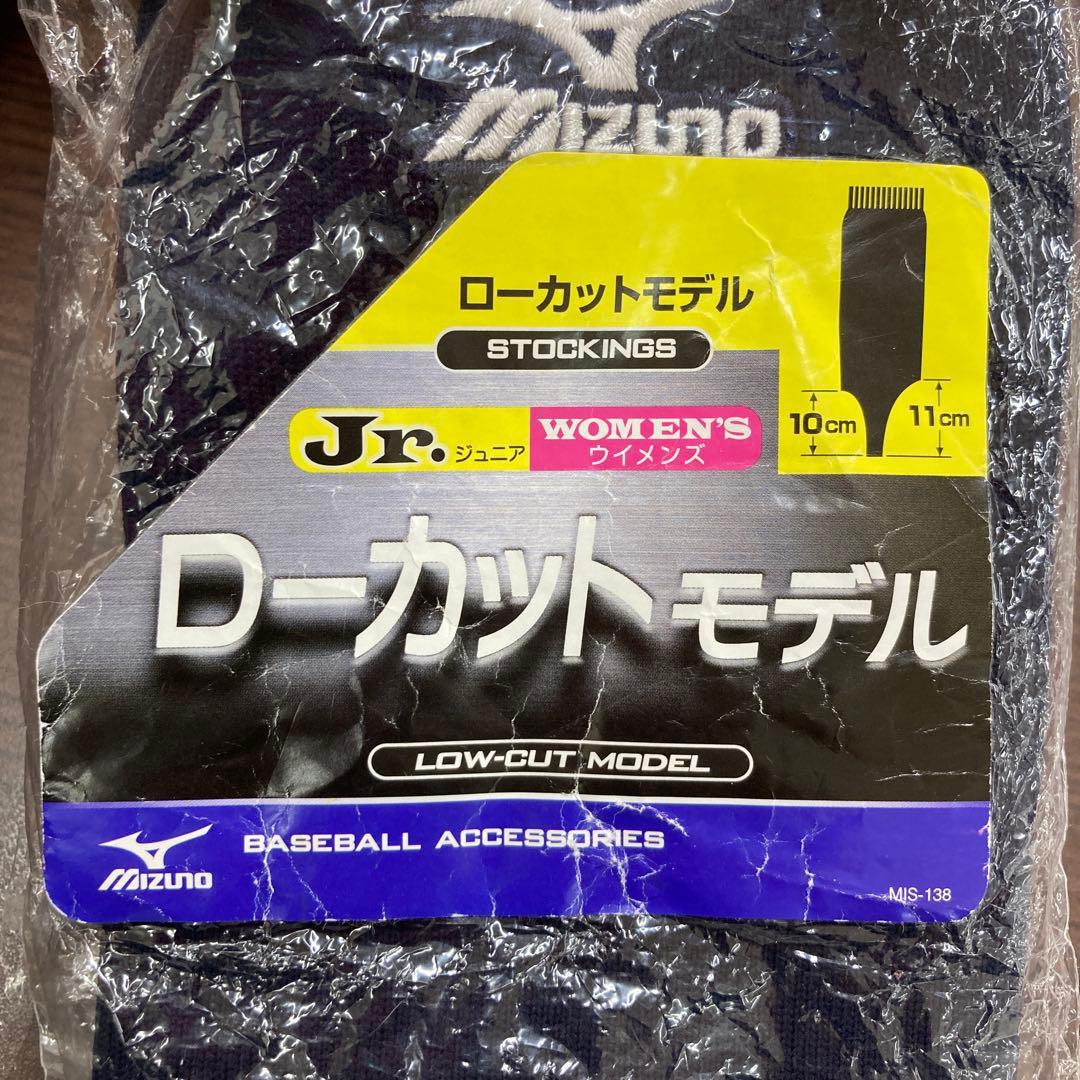 MIZUNO
ローカットモデル
STOCKINGS
10cm
11cm
Jr. ジュニア
WOMEN'S
ウイメンズ
ローカット モデル
LOW-CUT MODEL
MIZUNO
BASEBALL ACCESSORIES
MIS-138